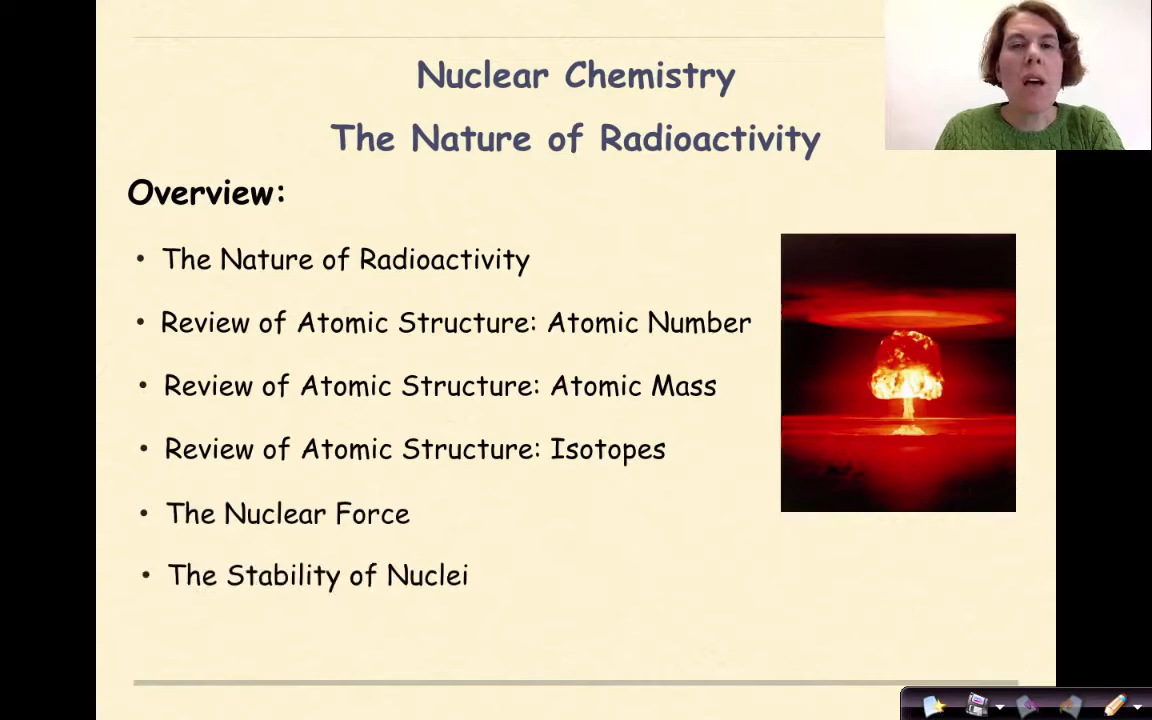 Nuclear Chemistry
The Nature of Radioactivity
Overview:
• The Nature of Radioactivity
• Review of Atomic Structure: Atomic Number
• Review of Atomic Structure: Atomic Mass
• Review of Atomic Structure: Isotopes
• The Nuclear Force
• The Stability of Nuclei